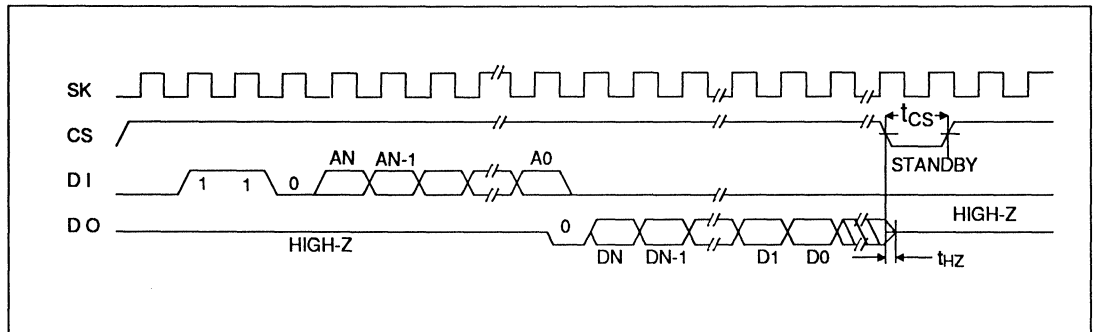 SK
CS
tCS
STANDBY
DI
1 1 0 AN AN-1 A0
DO
HIGH-Z
0
DN DN-1 D1 D0
HIGH-Z
tHZ